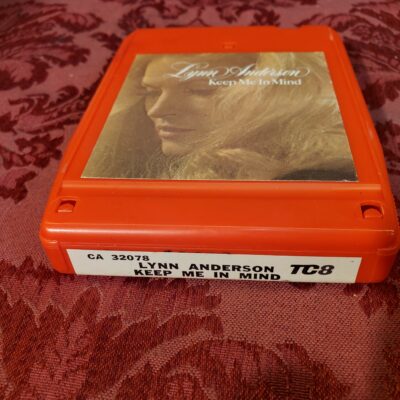 Lynn Anderson
Keep Me In Mind
CA 32078
LYNN ANDERSON TC8
KEEP ME IN MIND